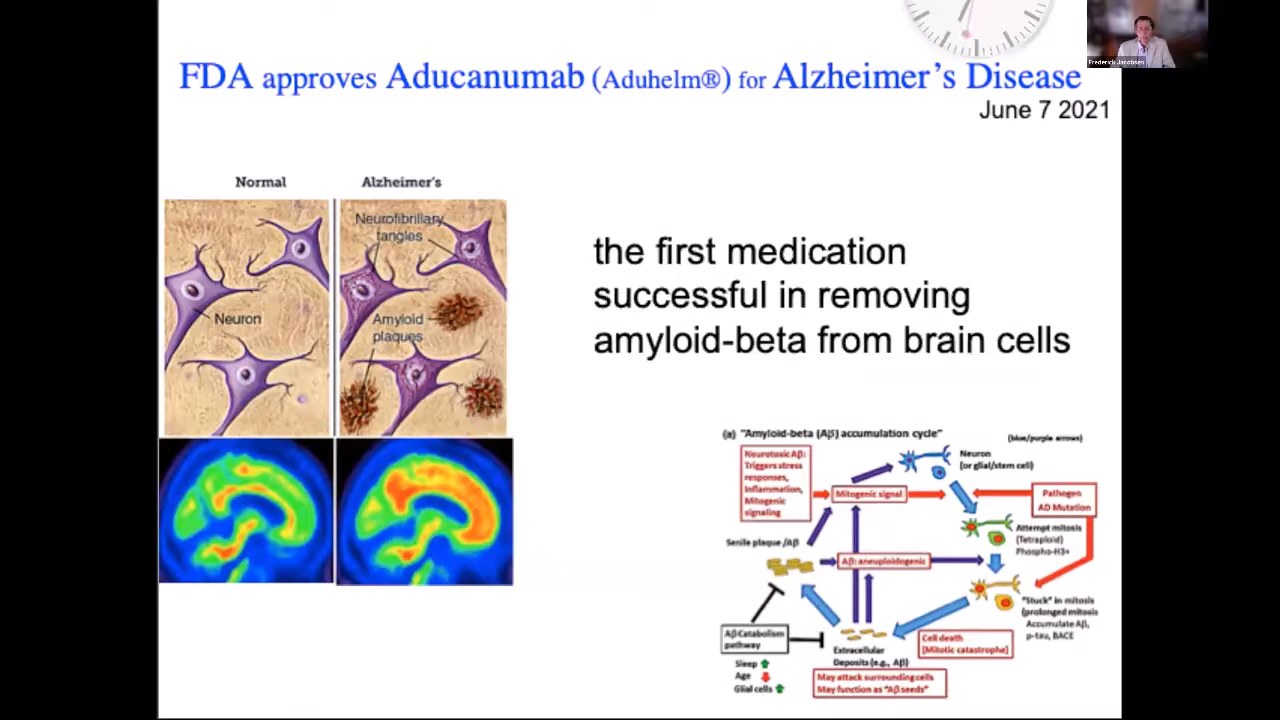 Frederick Jacobsen
FDA approves Aducanumab (Aduhelm®) for Alzheimer's Disease
June 7 2021
Normal
Alzheimer's
Neurofibrillary
tangles
Neuron
Amyloid
plaques
the first medication
successful in removing
amyloid-beta from brain cells
(a) "Amyloid-beta (Aβ) accumulation cycle"
(blue/purple arrows)
Neurotoxic Aβ:
Triggers stress
responses,
Inflammation,
Mitogenic
signaling
Mitogenic signal
Neuron
(or glial/stem cell)
Pathogen
AD Mutation
Attempt mitosis
(Tetraploid)
Phospho-H3+
Senile plaque /Aβ
Aβ: aneuploidogenic
"Stuck" in mitosis
(prolonged mitosis
Accumulate Aβ,
p-tau, BACE
Aβ Catabolism
pathway
Extracellular
Deposits (e.g., Aβ)
Cell death
[Mitotic catastrophe]
Sleep
Age
Glial cells
May attack surrounding cells
May function as "Aβ seeds"